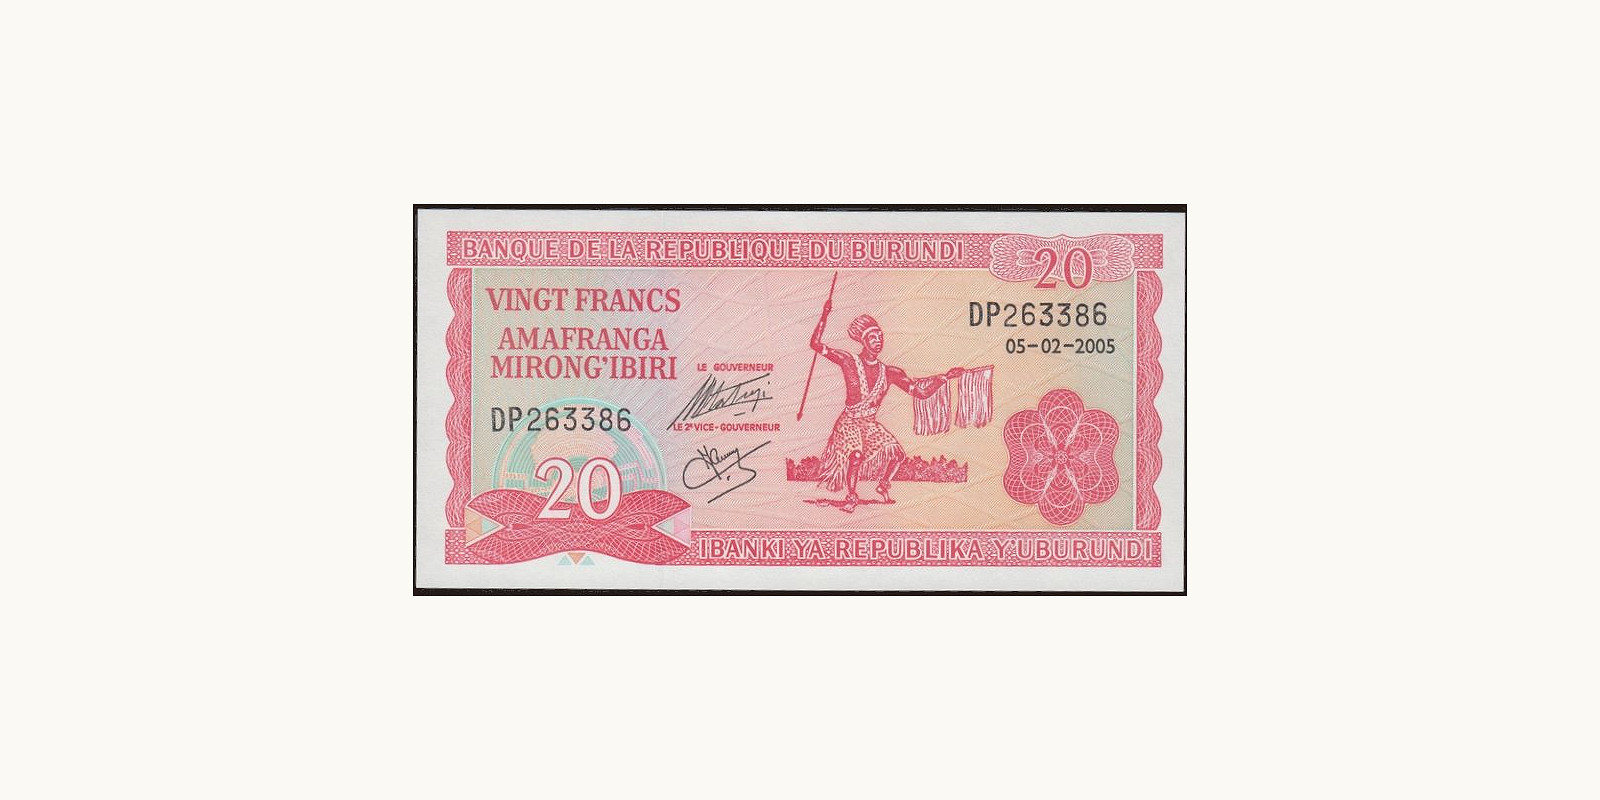 BANQUE DE LA REPUBLIQUE DU BURUNDI
20
VINGT FRANCS
AMAFRANGA
MIRONG'IBIRI
DP263386
05-02-2005
LE GOUVERNEUR
DP263386
LE 2e VICE-GOUVERNEUR
20
IBANKI YA REPUBLIKA Y'UBURUNDI